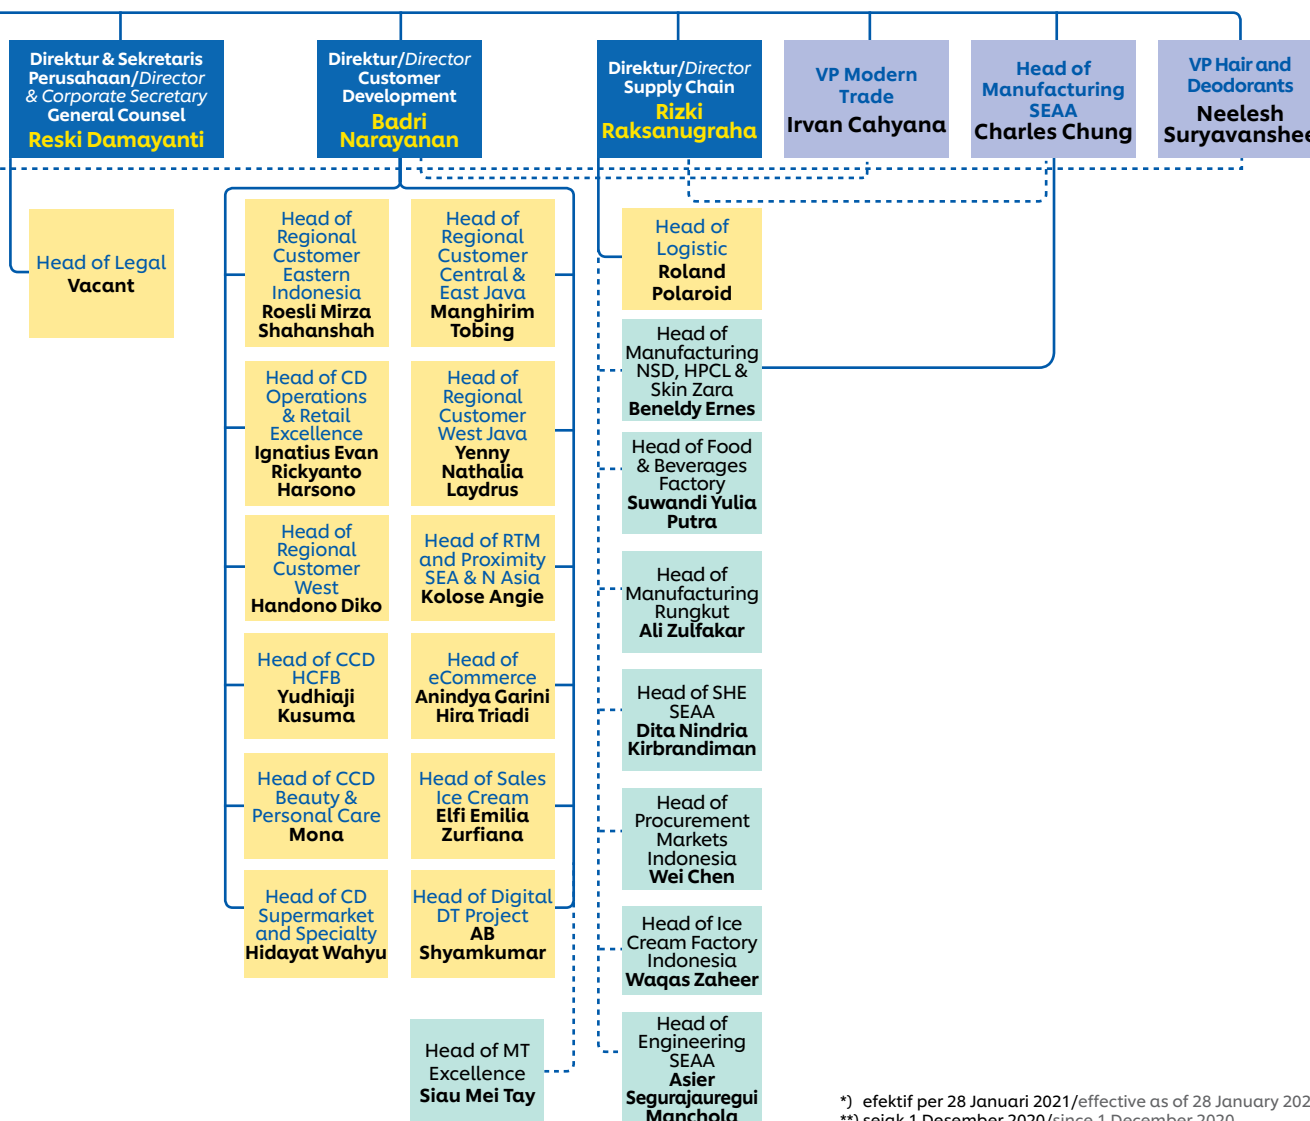 Direktur & Sekretaris
Perusahaan/Director
& Corporate Secretary
General Counsel
Reski Damayanti
Direktur/Director
Customer
Development
Badri
Narayanan
Direktur/Director
Supply Chain
Rizki
Raksanugraha
VP Modern
Trade
Irvan Cahyana
Head of
Manufacturing
SEAA
Charles Chung
VP Hair and
Deodorants
Neelesh
Suryavanshee
Head of Legal
Vacant
Head of
Regional
Customer
Eastern
Indonesia
Roesli Mirza
Shahanshah
Head of
Regional
Customer
Central &
East Java
Manghirim
Tobing
Head of
Logistic
Roland
Polaroid
Head of
Manufacturing
NSD, HPCL &
Skin Zara
Beneldy Ernes
Head of CD
Operations
& Retail
Excellence
Ignatius Evan
Rickyanto
Harsono
Head of
Regional
Customer
West Java
Yenny
Nathalia
Laydrus
Head of Food
& Beverages
Factory
Suwandi Yulia
Putra
Head of
Regional
Customer
West
Handono Diko
Head of RTM
and Proximity
SEA & N Asia
Kolose Angie
Head of
Manufacturing
Rungkut
Ali Zulfakar
Head of CCD
HCFB
Yudhiaji
Kusuma
Head of
eCommerce
Anindya Garini
Hira Triadi
Head of SHE
SEAA
Dita Nindria
Kirbrandiman
Head of CCD
Beauty &
Personal Care
Mona
Head of Sales
Ice Cream
Elfi Emilia
Zurfiana
Head of
Procurement
Markets
Indonesia
Wei Chen
Head of CD
Supermarket
and Specialty
Hidayat Wahyu
Head of Digital
DT Project
AB
Shyamkumar
Head of Ice
Cream Factory
Indonesia
Waqas Zaheer
Head of MT
Excellence
Siau Mei Tay
Head of
Engineering
SEAA
Asier
Segurajauregui
Manchola
*) efektif per 28 Januari 2021/effective as of 28 January 202
**) sejak 1 Desember 2020/since 1 December 2020